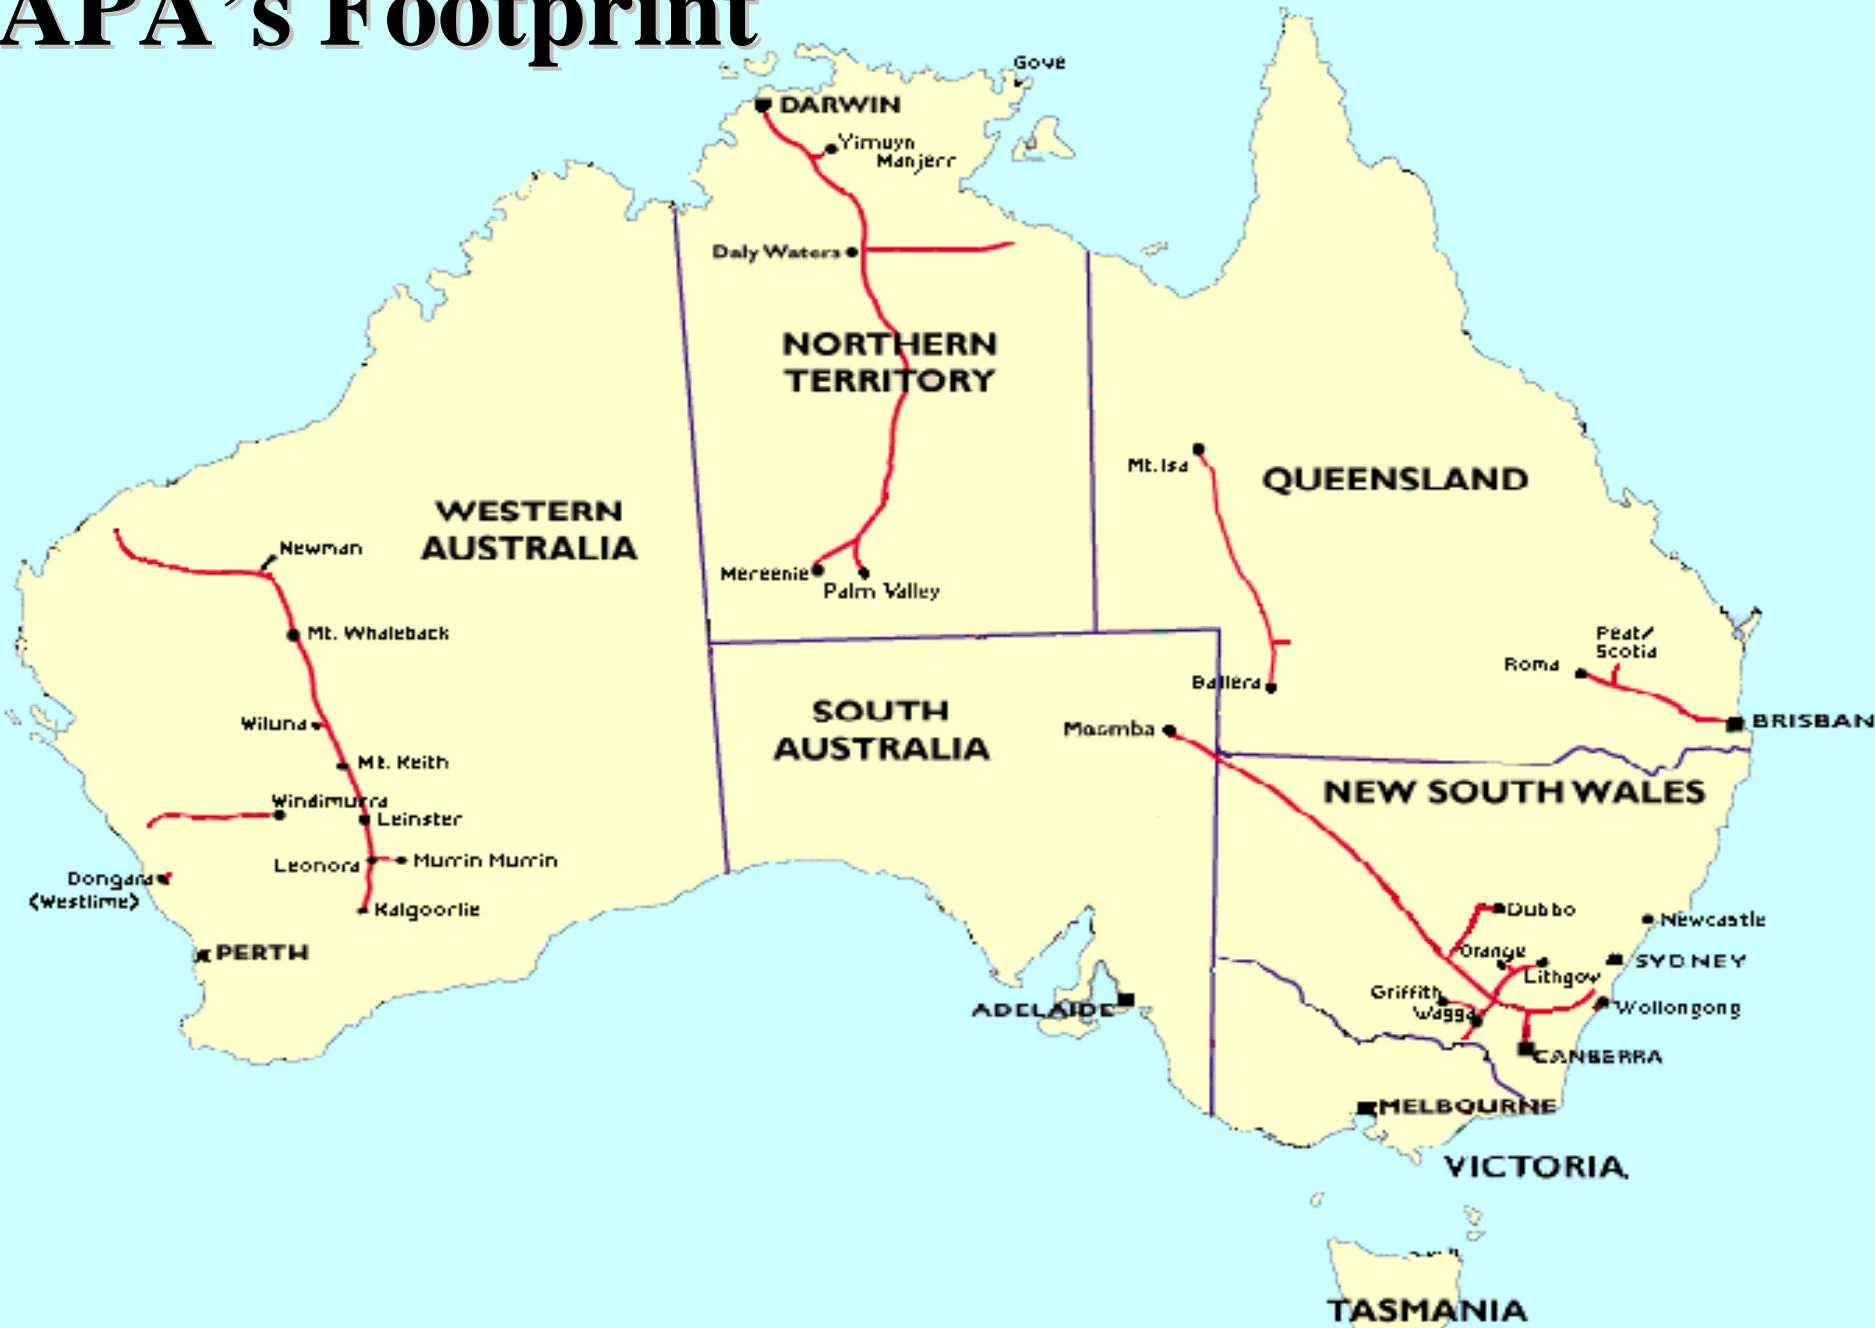 APA's Footprint
Gove
DARWIN
Yimuyn
Manjerr
Daly Waters
NORTHERN
TERRITORY
Mt.Isa
QUEENSLAND
WESTERN
AUSTRALIA
Newman
Mereenie
Palm Valley
Mt. Whaleback
Peat/
Scotia
Roma
Ballera
SOUTH
AUSTRALIA
Moomba
BRISBAN
Wiluna
Mt. Keith
NEW SOUTH WALES
Windimurra
Leinster
Leonora
Murrin Murrin
Dongara
(Westlime)
Kalgoorlie
Dubbo
Newcastle
PERTH
Orange
SYDNEY
Lithgow
Griffith
ADELAIDE
Wagga
Wollongong
CANBERRA
MELBOURNE
VICTORIA
TASMANIA